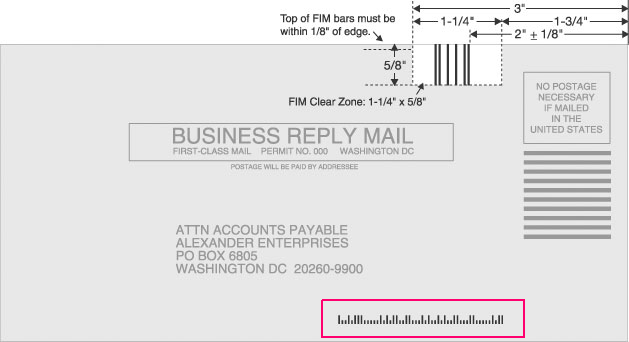 3"
Top of FIM bars must be
within 1/8" of edge.
1-1/4"
1-3/4"
2" ± 1/8"
5/8"
FIM Clear Zone: 1-1/4" x 5/8"
NO POSTAGE
NECESSARY
IF MAILED
IN THE
UNITED STATES
BUSINESS REPLY MAIL
FIRST-CLASS MAIL PERMIT NO. 000 WASHINGTON DC
POSTAGE WILL BE PAID BY ADDRESSEE
ATTN ACCOUNTS PAYABLE
ALEXANDER ENTERPRISES
PO BOX 6805
WASHINGTON DC 20260-9900